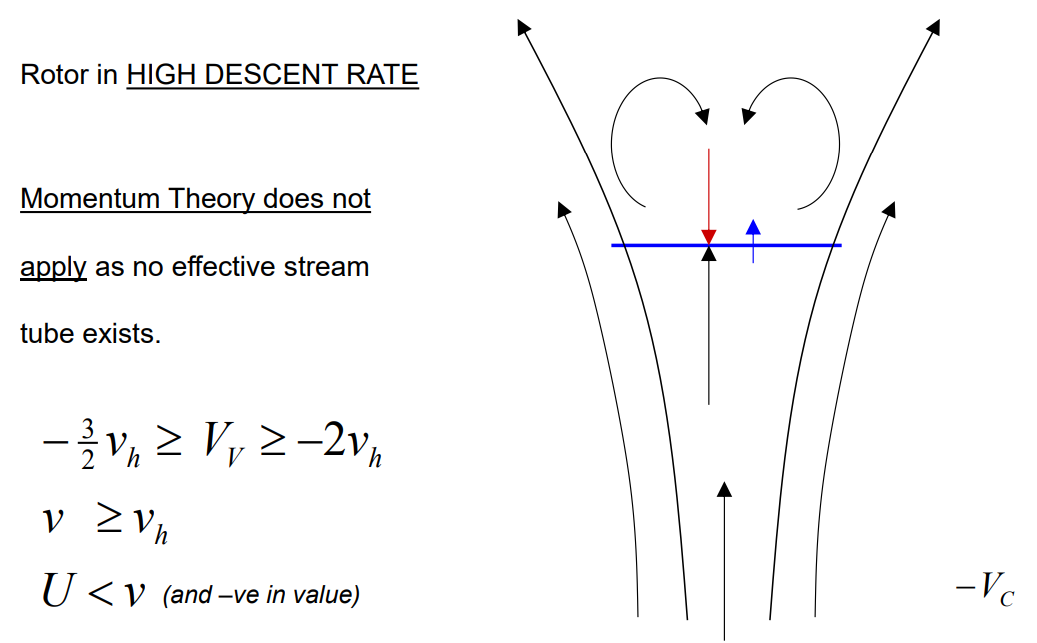 Rotor in HIGH DESCENT RATE
Momentum Theory does not
apply as no effective stream
tube exists.
$-\frac{3}{2}v_h \geq V_V \geq -2v_h$
$v \geq v_h$
$U < v$ (and –ve in value)
$-V_C$